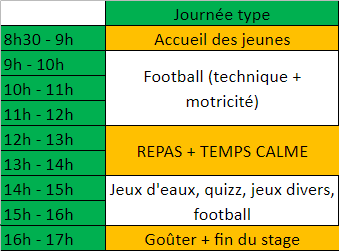 Journée type
8h30 - 9h Accueil des jeunes
9h - 10h
Football (technique +
10h - 11h
motricité)
11h - 12h
12h - 13h
REPAS + TEMPS CALME
13h - 14h
14h - 15h Jeux d'eaux, quizz, jeux divers,
15h - 16h football
16h - 17h Goûter + fin du stage